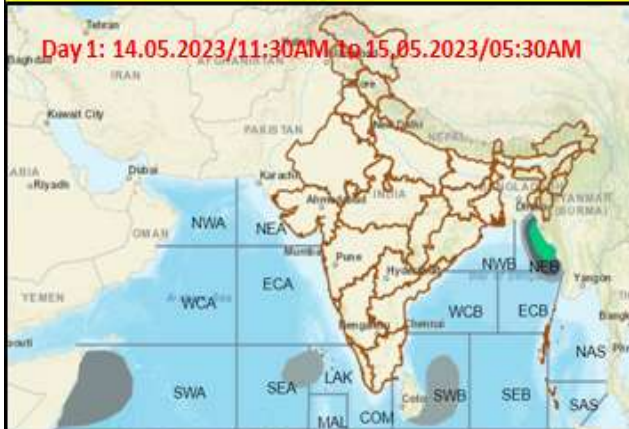 Day 1: 14.05.2023/11:30AM to 15.05.2023/05:30AM
Tehran
Baghdad
AFGHANISTAN
IRAN
Kuwait City
PAKISTAN
New Delhi
NEPAL
Riyadh
Dubai
Karachi
Ahmedabad
INDIA
MYANMAR
(BURMA)
OMAN
NWA
NEA
Mumbai
Pune
Hyderabad
NWB
NEB
Yangon
YEMEN
WCA
ECA
WCB
ECB
Bengaluru
Chennai
NAS
SWA
SEA
LAK
SWB
SEB
SAS
MAL
COM